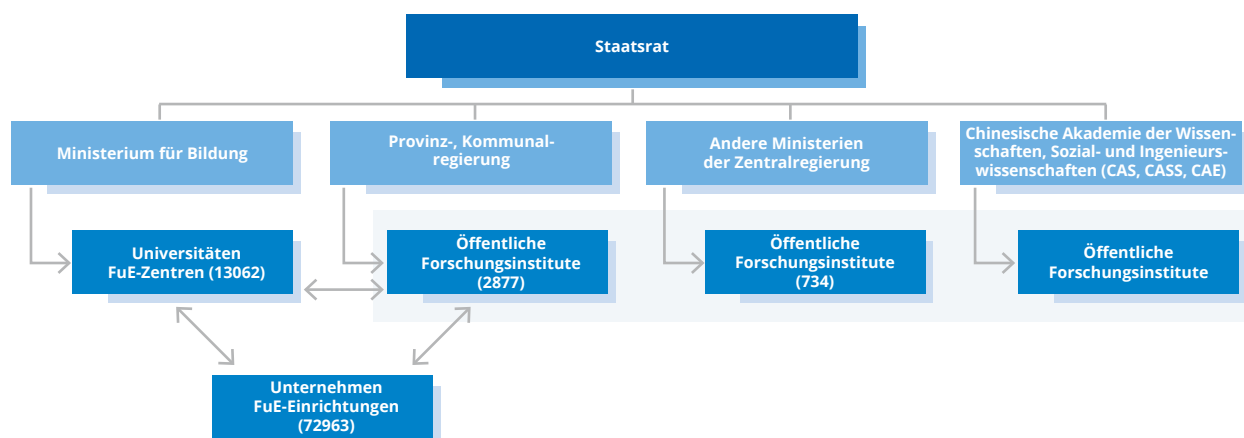 Staatsrat
Ministerium für Bildung
Provinz-, Kommunal-
regierung
Andere Ministerien
der Zentralregierung
Chinesische Akademie der Wissen-
schaften, Sozial- und Ingenieurs-
wissenschaften (CAS, CASS, CAE)
Universitäten
FuE-Zentren (13062)
Öffentliche
Forschungsinstitute
(2877)
Öffentliche
Forschungsinstitute
(734)
Öffentliche
Forschungsinstitute
Unternehmen
FuE-Einrichtungen
(72963)